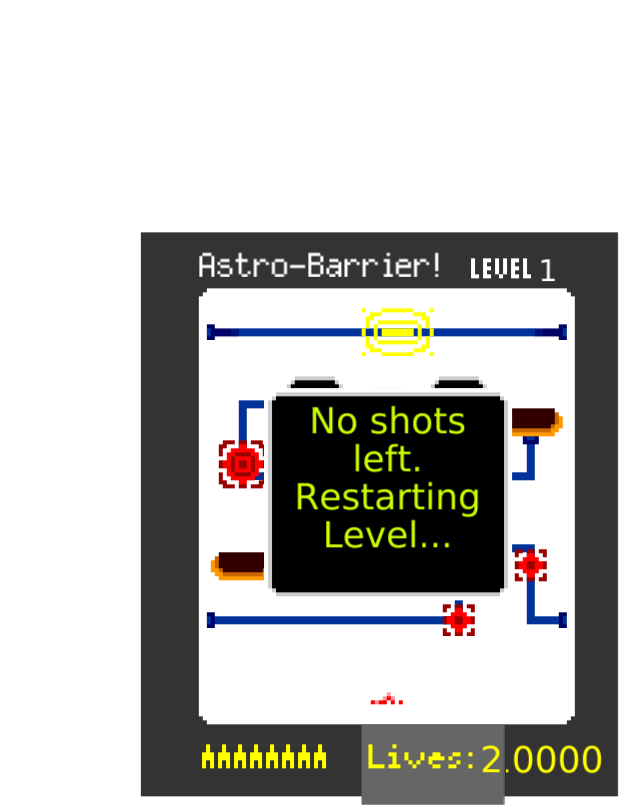 Astro-Barrier! LEVEL 1
No shots
left.
Restarting
Level...
Lives:2.0000